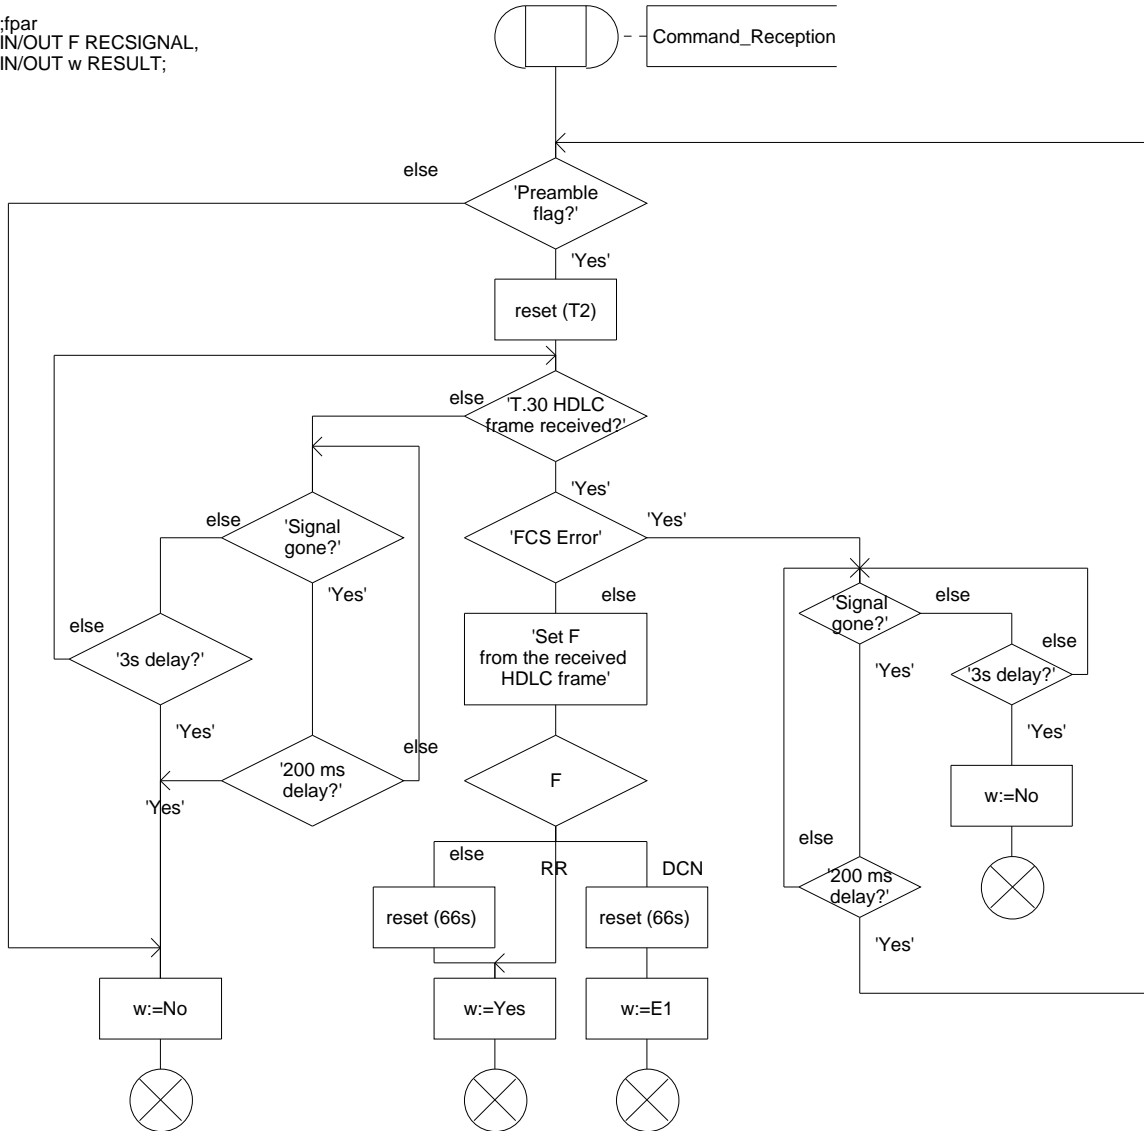 ;fpar
IN/OUT F RECSIGNAL,
IN/OUT w RESULT;
Command_Reception
else
'Preamble
flag?'
'Yes'
reset (T2)
else
'T.30 HDLC
frame received?'
'Yes'
else
'Signal
gone?'
'Yes'
'FCS Error'
'Yes'
else
else
'3s delay?'
'Yes'
'Set F
from the received
HDLC frame'
'Signal
gone?'
else
'Yes'
else
'3s delay?'
'Yes'
'200 ms
delay?'
else
'Yes'
F
w:=No
else
RR
DCN
else
'200 ms
delay?'
'Yes'
reset (66s)
reset (66s)
w:=No
w:=Yes
w:=E1